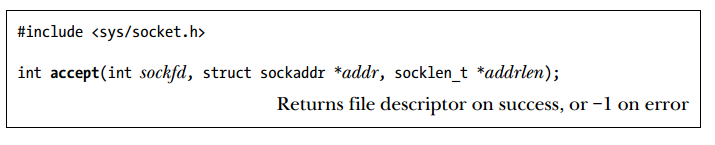 #include <sys/socket.h>
int accept(int sockfd, struct sockaddr *addr, socklen_t *addrlen);
Returns file descriptor on success, or −1 on error